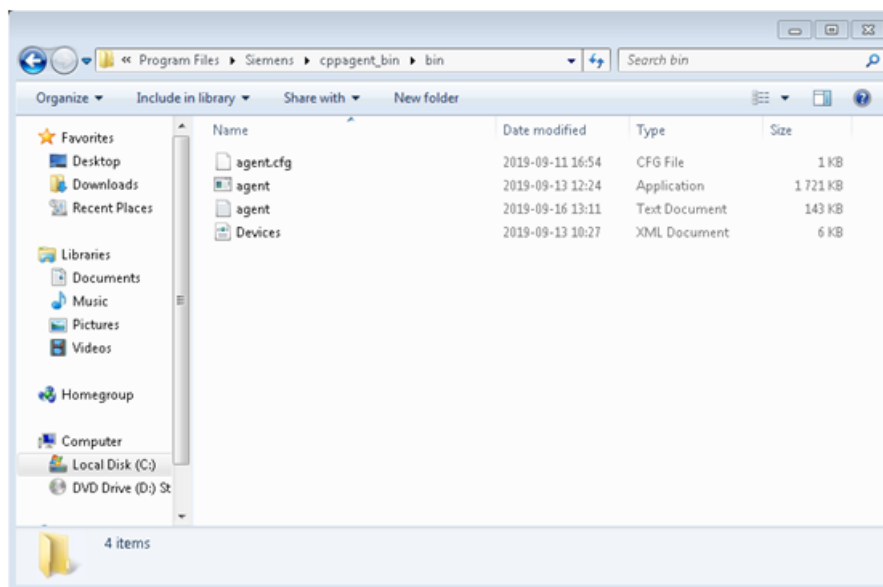 « Program Files ▸ Siemens ▸ cppagent_bin ▸ bin
Search bin
Organize Include in library Share with New folder
Name Date modified Type Size
Favorites
Desktop
Downloads
Recent Places
Libraries
Documents
Music
Pictures
Videos
Homegroup
Computer
Local Disk (C:)
DVD Drive (D:) St
agent.cfg 2019-09-11 16:54 CFG File 1 KB
agent 2019-09-13 12:24 Application 1 721 KB
agent 2019-09-16 13:11 Text Document 143 KB
Devices 2019-09-13 10:27 XML Document 6 KB
4 items